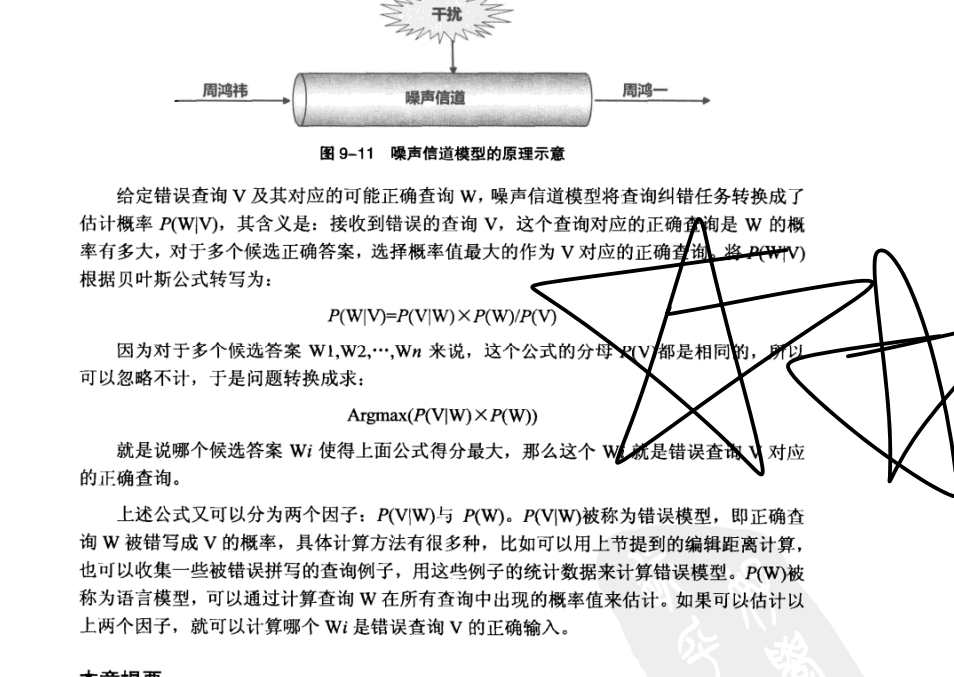 干扰
周鸿祎
噪声信道
周鸿一
图 9-11 噪声信道模型的原理示意
给定错误查询 V 及其对应的可能正确查询 W，噪声信道模型将查询纠错任务转换成了
估计概率 P(W|V)，其含义是：接收到错误的查询 V，这个查询对应的正确查询是 W 的概
率有多大，对于多个候选正确答案，选择概率值最大的作为 V 对应的正确查询。将 P(W|V)
根据贝叶斯公式转写为：
P(W|V)=P(V|W)×P(W)/P(V)
因为对于多个候选答案 W1,W2,…,Wn 来说，这个公式的分母 P(V)都是相同的，所以
可以忽略不计，于是问题转换成求：
Argmax(P(V|W)×P(W))
就是说哪个候选答案 Wi 使得上面公式得分最大，那么这个 Wi 就是错误查询 V 对应
的正确查询。
上述公式又可以分为两个因子：P(V|W)与 P(W)。P(V|W)被称为错误模型，即正确查
询 W 被错写成 V 的概率，具体计算方法有很多种，比如可以用上节提到的编辑距离计算，
也可以收集一些被错误拼写的查询例子，用这些例子的统计数据来计算错误模型。P(W)被
称为语言模型，可以通过计算查询 W 在所有查询中出现的概率值来估计。如果可以估计以
上两个因子，就可以计算哪个 Wi 是错误查询 V 的正确输入。
本章提要